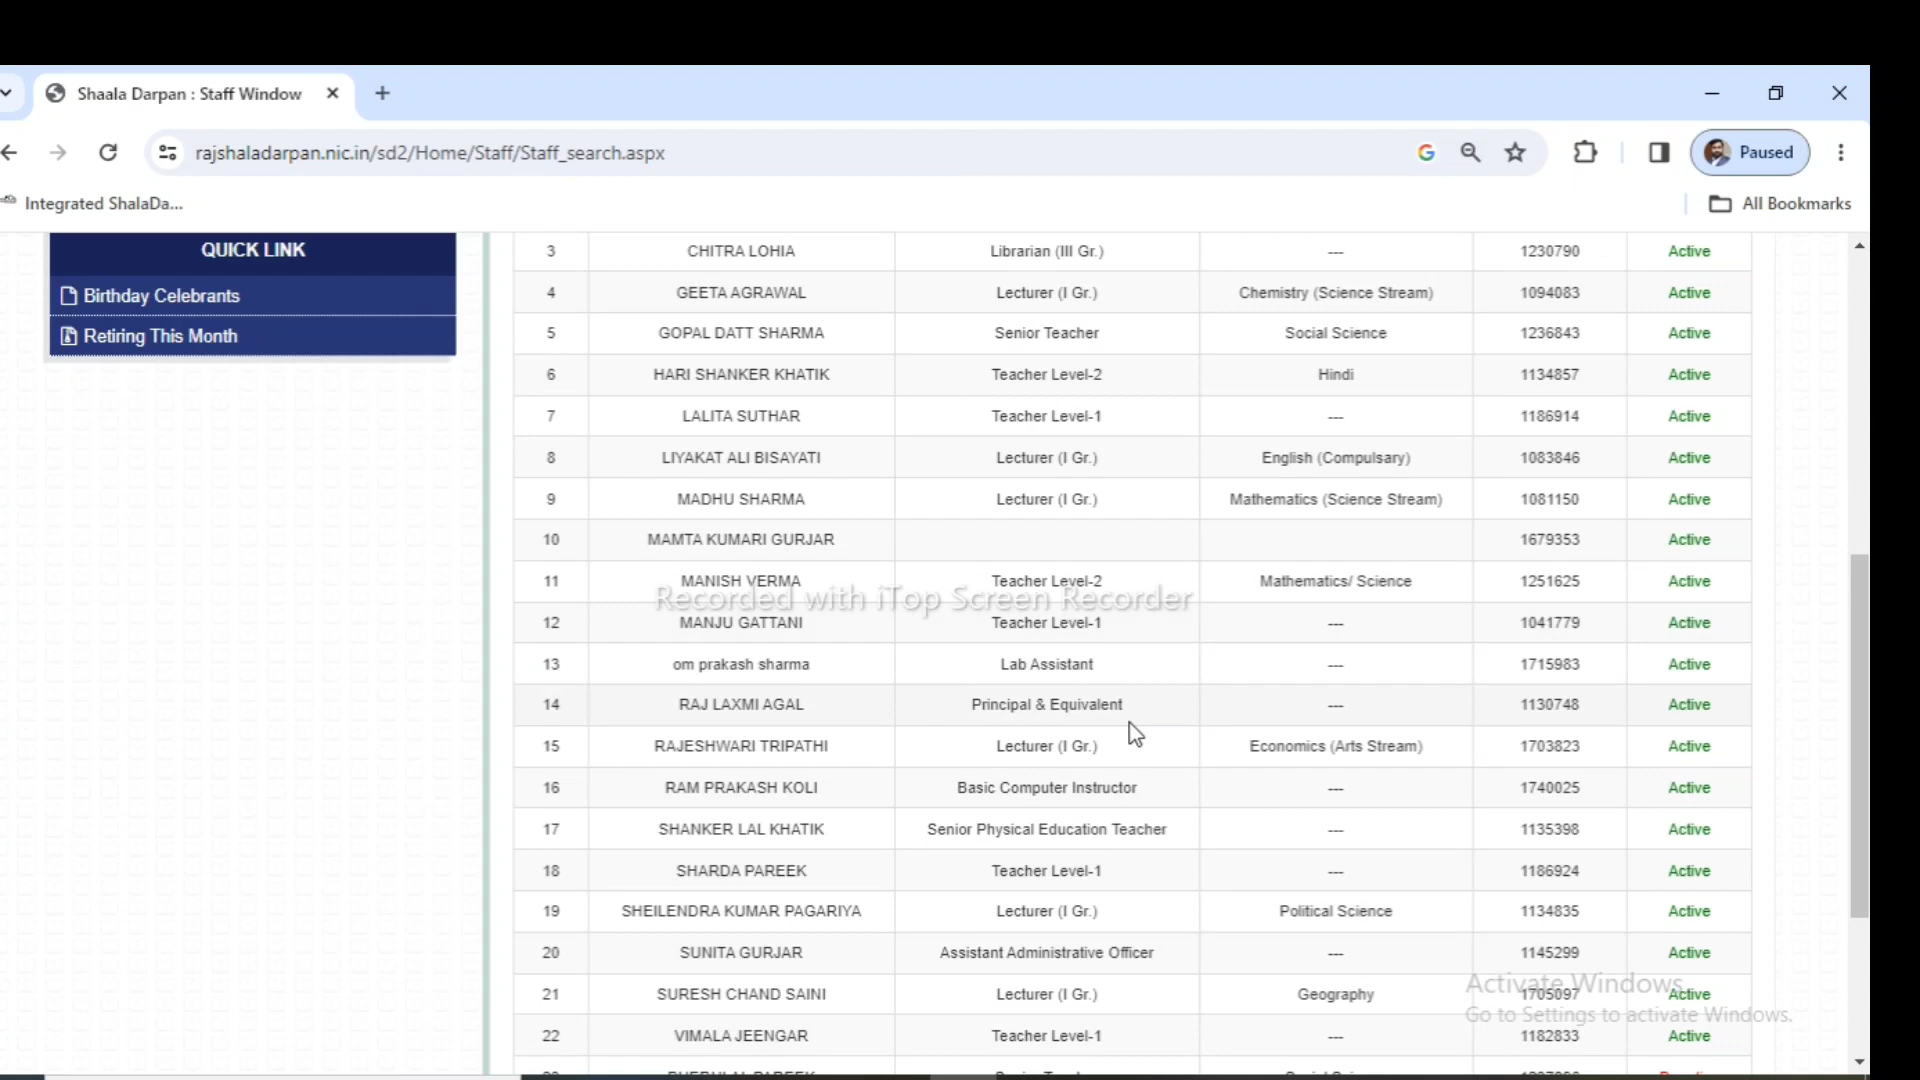 Shaala Darpan : Staff Window
rajshaladarpan.nic.in/sd2/Home/Staff/Staff_search.aspx
Paused
Integrated ShalaDa...
All Bookmarks
QUICK LINK
Birthday Celebrants
Retiring This Month
3 CHITRA LOHIA Librarian (III Gr.) --- 1230790 Active
4 GEETA AGRAWAL Lecturer (I Gr.) Chemistry (Science Stream) 1094083 Active
5 GOPAL DATT SHARMA Senior Teacher Social Science 1236843 Active
6 HARI SHANKER KHATIK Teacher Level-2 Hindi 1134857 Active
7 LALITA SUTHAR Teacher Level-1 --- 1186914 Active
8 LIYAKAT ALI BISAYATI Lecturer (I Gr.) English (Compulsary) 1083846 Active
9 MADHU SHARMA Lecturer (I Gr.) Mathematics (Science Stream) 1081150 Active
10 MAMTA KUMARI GURJAR 1679353 Active
11 MANISH VERMA Teacher Level-2 Mathematics/ Science 1251625 Active
Recorded with iTop Screen Recorder
12 MANJU GATTANI Teacher Level-1 --- 1041779 Active
13 om prakash sharma Lab Assistant --- 1715983 Active
14 RAJ LAXMI AGAL Principal & Equivalent --- 1130748 Active
15 RAJESHWARI TRIPATHI Lecturer (I Gr.) Economics (Arts Stream) 1703823 Active
16 RAM PRAKASH KOLI Basic Computer Instructor --- 1740025 Active
17 SHANKER LAL KHATIK Senior Physical Education Teacher --- 1135398 Active
18 SHARDA PAREEK Teacher Level-1 --- 1186924 Active
19 SHEILENDRA KUMAR PAGARIYA Lecturer (I Gr.) Political Science 1134835 Active
20 SUNITA GURJAR Assistant Administrative Officer --- 1145299 Active
21 SURESH CHAND SAINI Lecturer (I Gr.) Geography 1705097 Active
Activate Windows
Go to Settings to activate Windows.
22 VIMALA JEENGAR Teacher Level-1 --- 1182833 Active